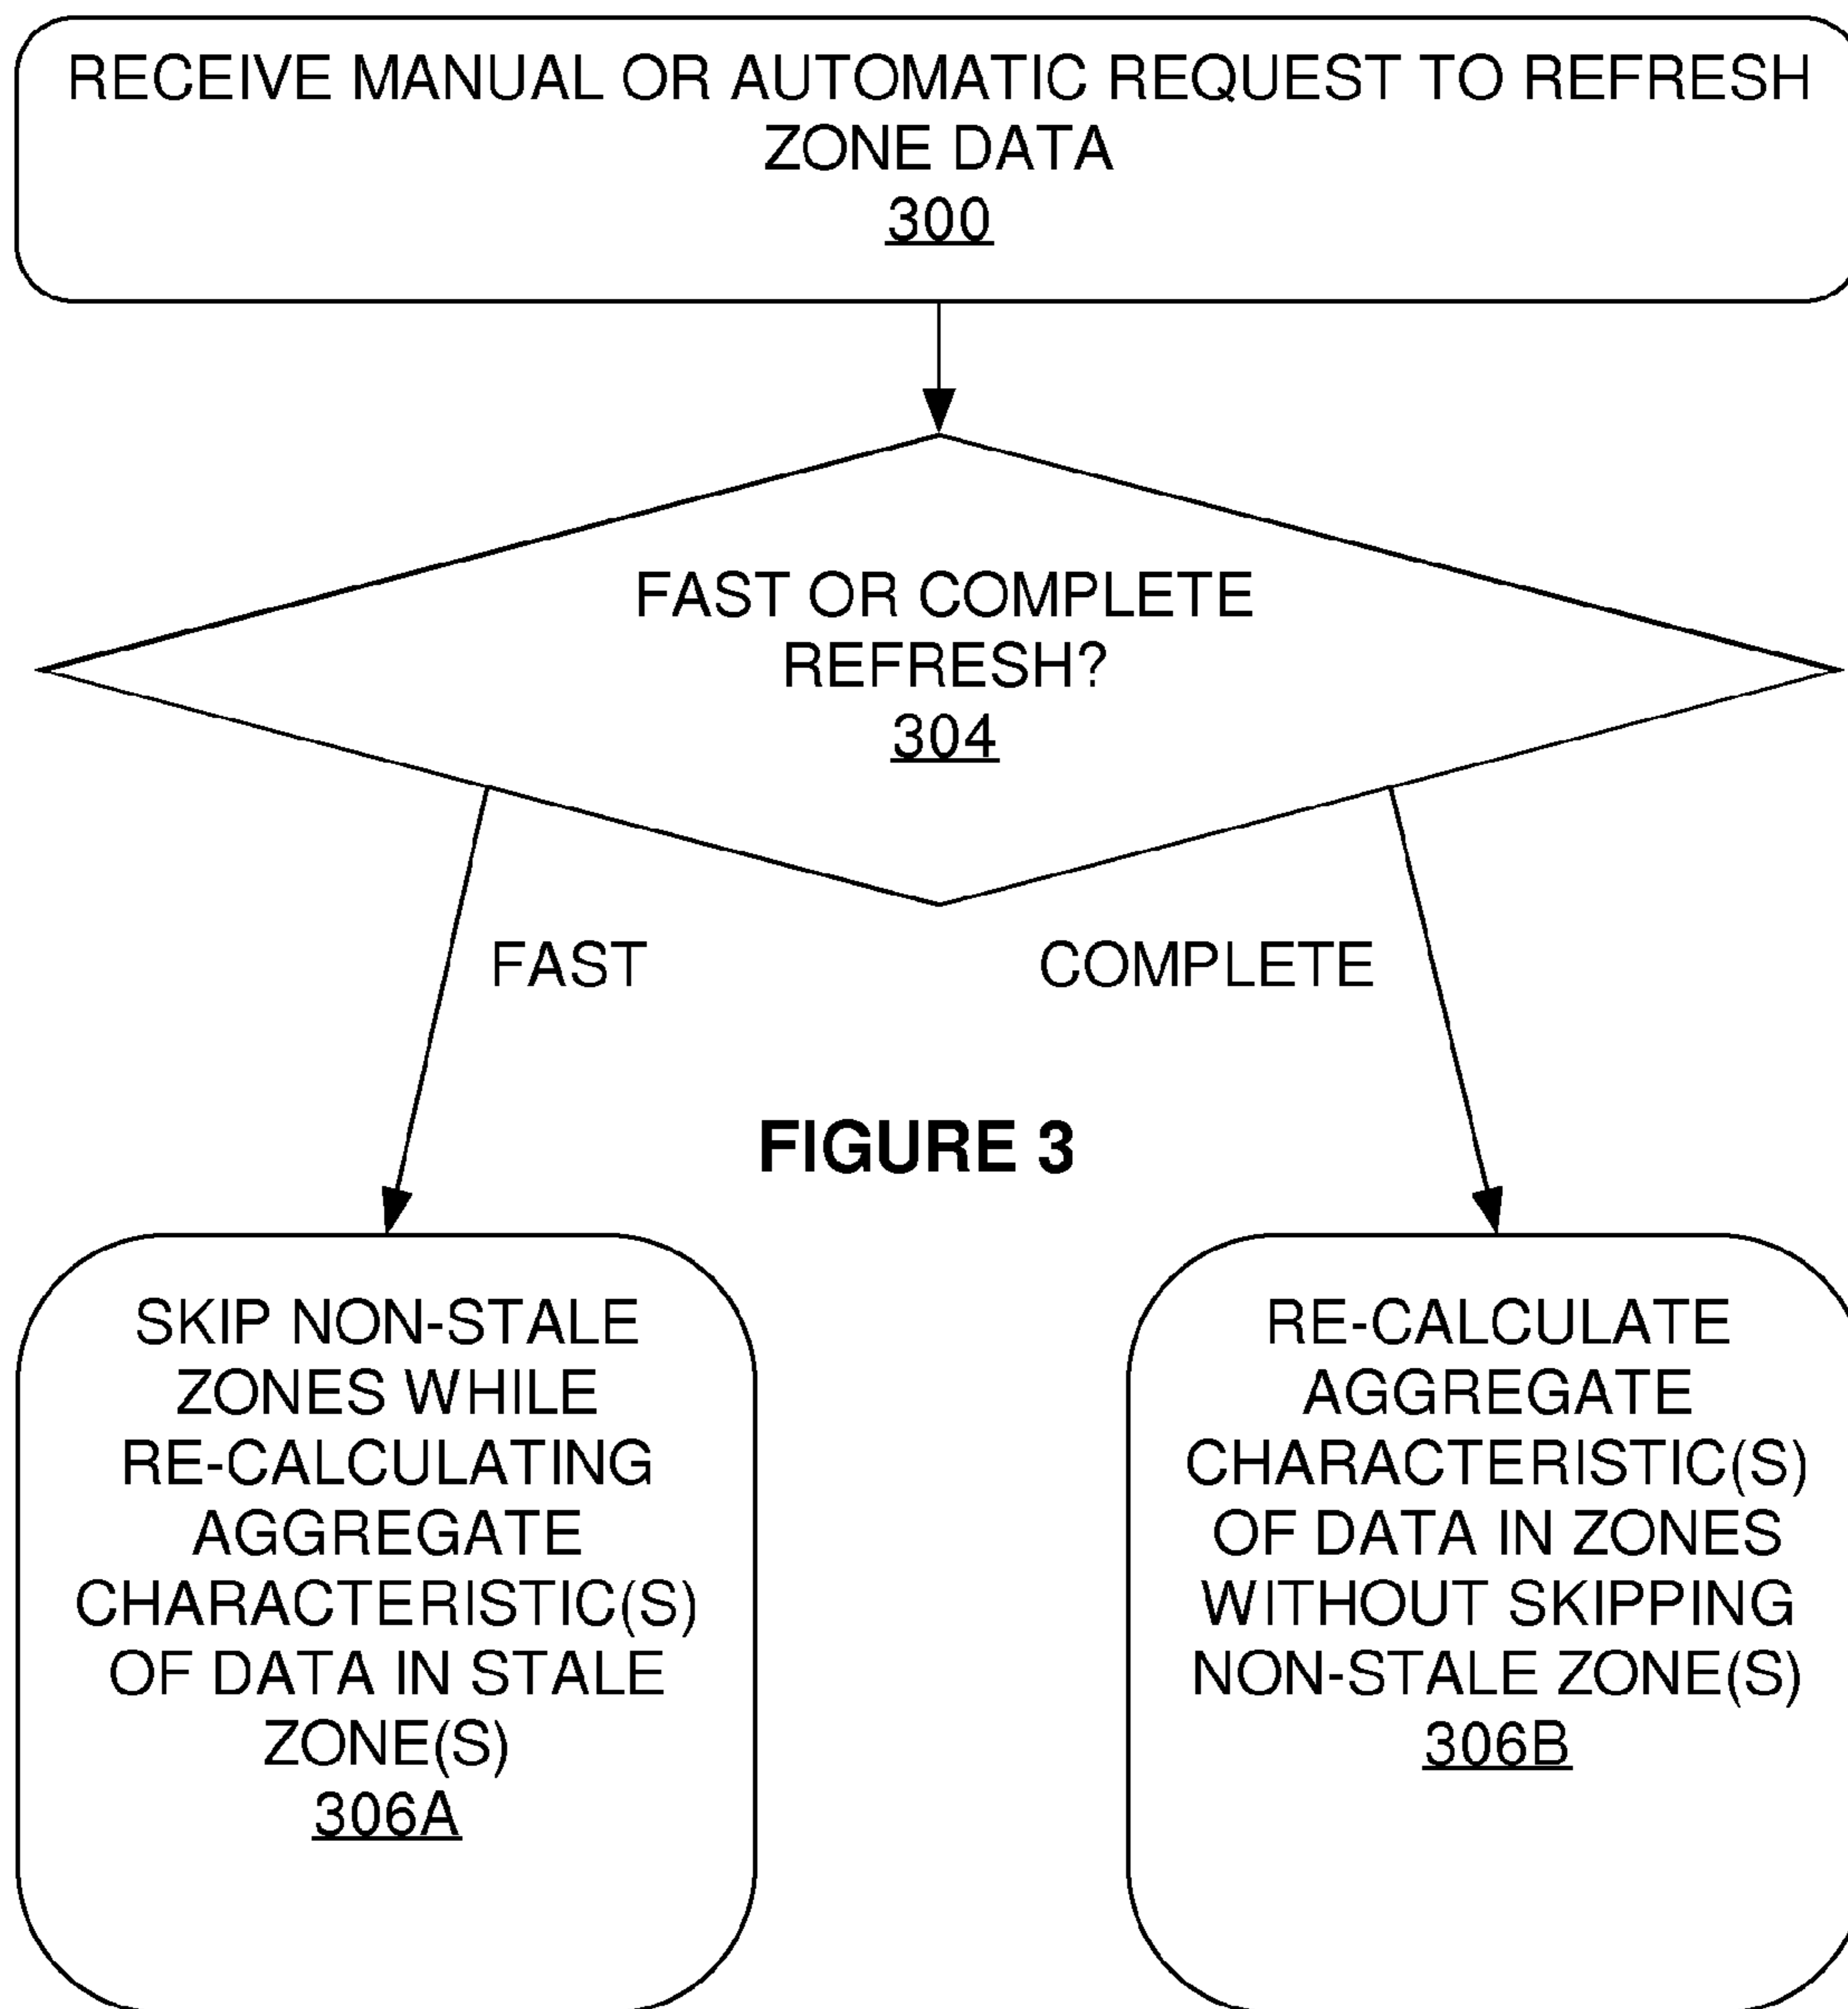 RECEIVE MANUAL OR AUTOMATIC REQUEST TO REFRESH
ZONE DATA
300
FAST OR COMPLETE
REFRESH?
304
FAST
COMPLETE
FIGURE 3
SKIP NON-STALE
ZONES WHILE
RE-CALCULATING
AGGREGATE
CHARACTERISTIC(S)
OF DATA IN STALE
ZONE(S)
306A
RE-CALCULATE
AGGREGATE
CHARACTERISTIC(S)
OF DATA IN ZONES
WITHOUT SKIPPING
NON-STALE ZONE(S)
306B